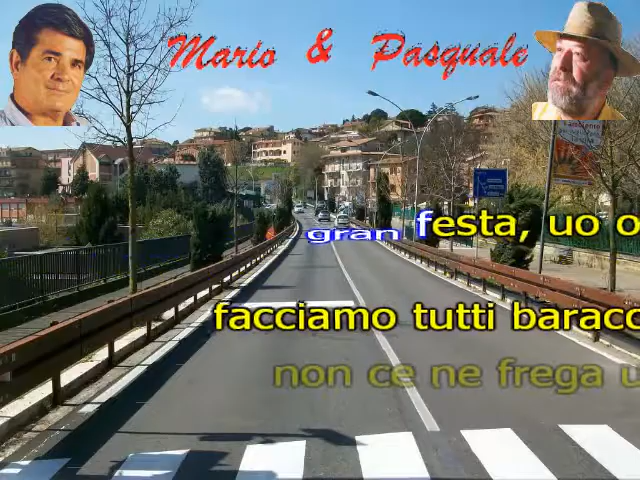 Mario & Pasquale
gran festa, uo o
facciamo tutti baracc
non ce ne frega u